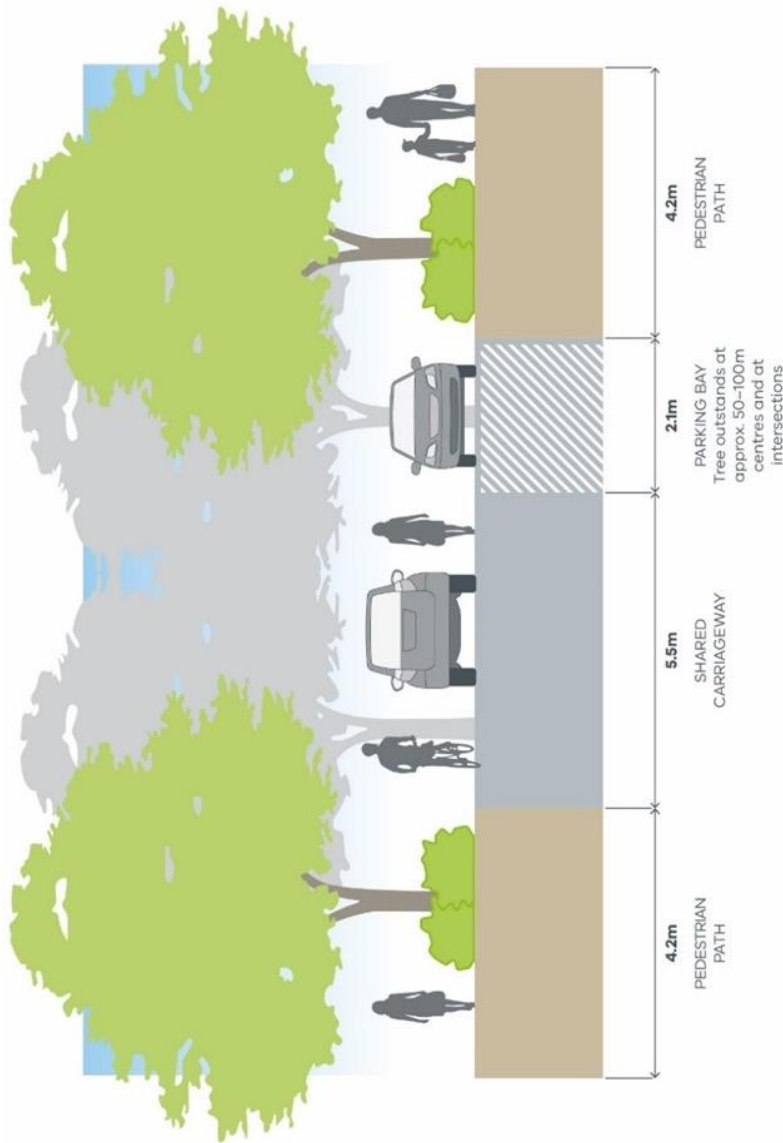 4.2m
PEDESTRIAN
PATH
5.5m
SHARED
CARRIAGEWAY
2.1m
PARKING BAY
Tree outstands at
approx. 50–100m
centres and at
intersections
4.2m
PEDESTRIAN
PATH